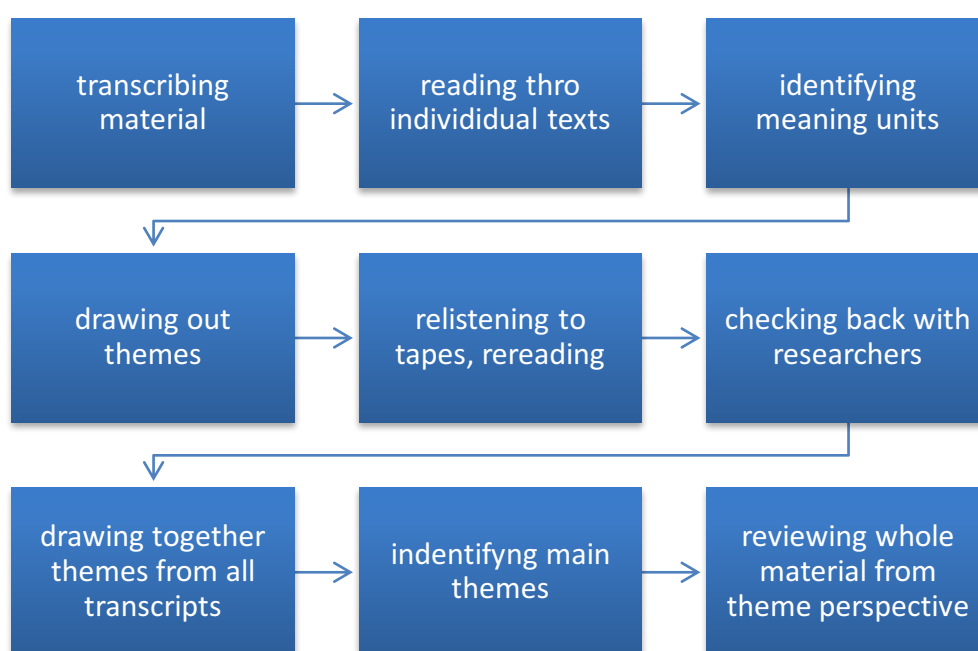 transcribing
material
reading thro
individidual texts
identifying
meaning units
drawing out
themes
relistening to
tapes, rereading
checking back with
researchers
drawing together
themes from all
transcripts
indentifyng main
themes
reviewing whole
material from
theme perspective